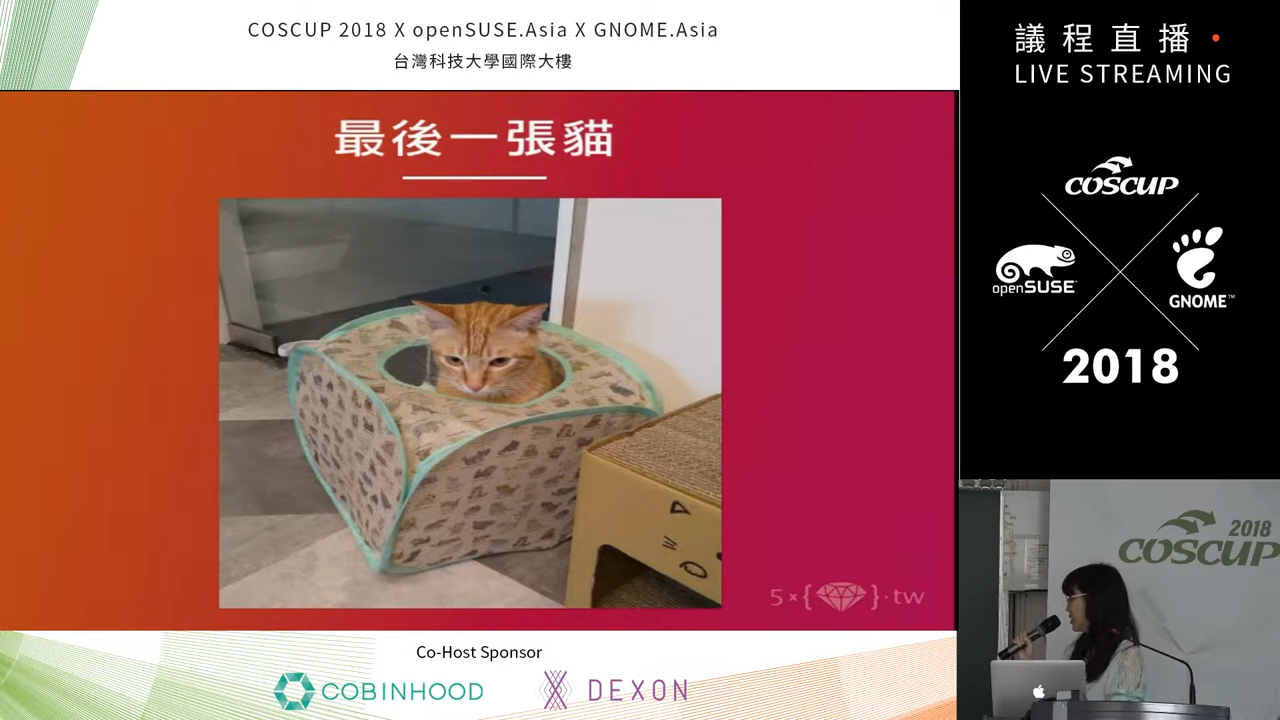 COSCUP 2018 X openSUSE.Asia X GNOME.Asia
台灣科技大學國際大樓
議程直播
LIVE STREAMING
最後一張貓
5×{ }.tw
COSCUP
openSUSE
GNOME™
2018
2018
COSCUP
Co-Host Sponsor
COBINHOOD
DEXON